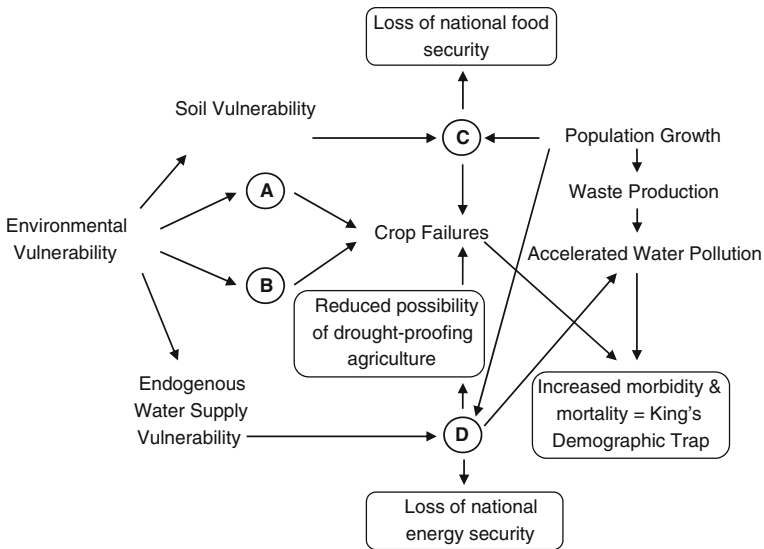 Loss of national food
security
Soil Vulnerability
C
Population Growth
A
Waste Production
Environmental
Vulnerability
Crop Failures
Accelerated Water Pollution
B
Reduced possibility
of drought-proofing
agriculture
Endogenous
Water Supply
Vulnerability
D
Increased morbidity &
mortality = King's
Demographic Trap
Loss of national
energy security